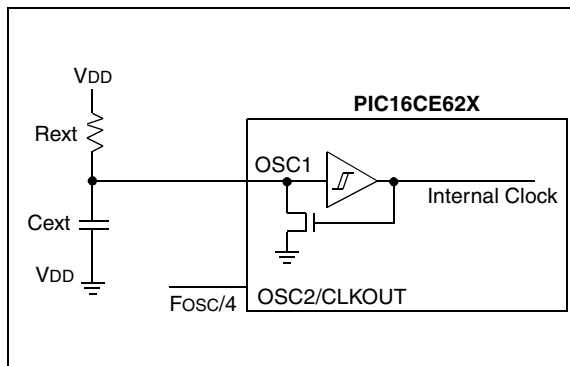 VDD
PIC16CE62X
Rext
OSC1
Internal Clock
Cext
VDD
FOSC/4
OSC2/CLKOUT